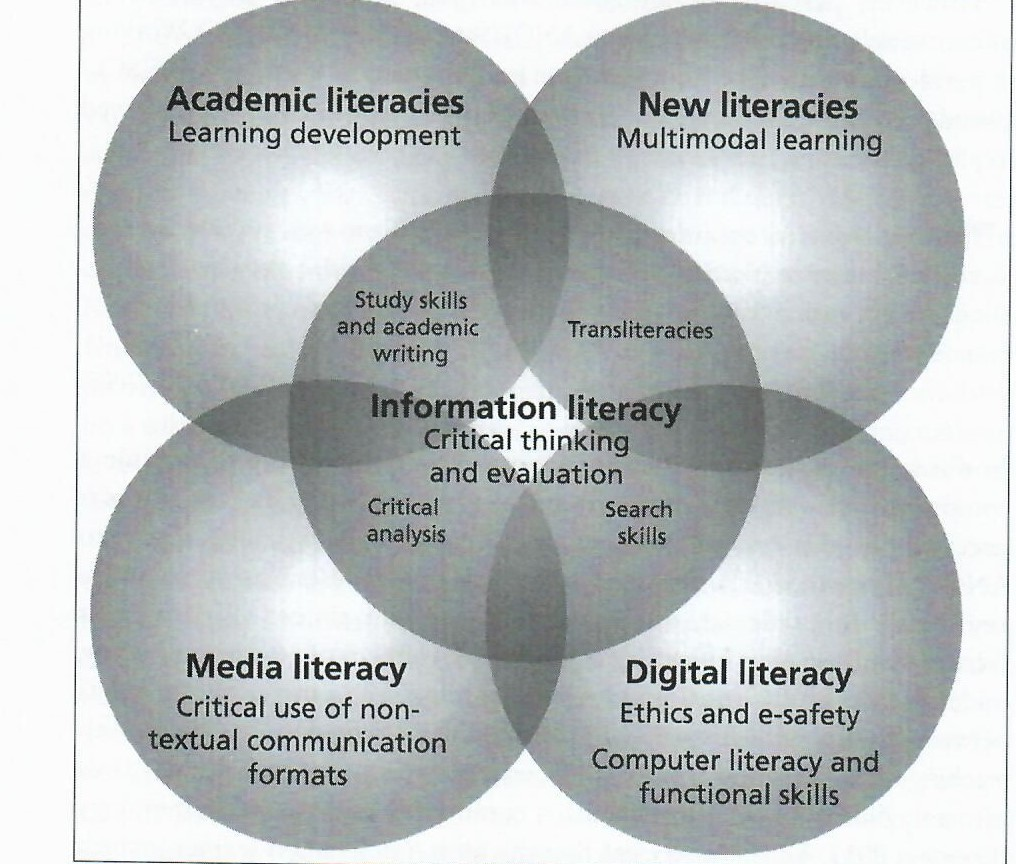 Academic literacies
Learning development
New literacies
Multimodal learning
Study skills
and academic
writing
Transliteracies
Information literacy
Critical thinking
and evaluation
Critical
analysis
Search
skills
Media literacy
Critical use of non-
textual communication
formats
Digital literacy
Ethics and e-safety
Computer literacy and
functional skills